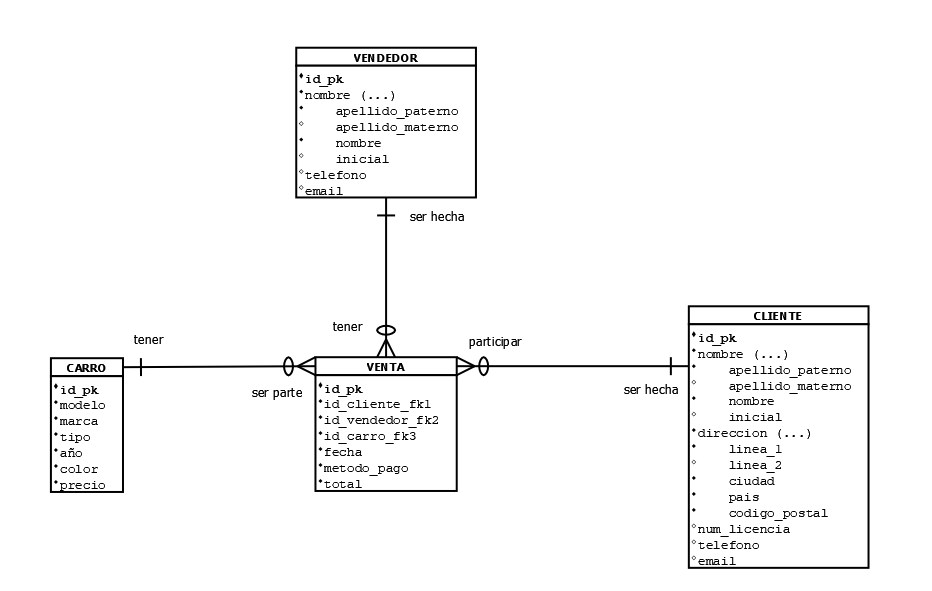 VENDEDOR
id_pk
nombre (...)
apellido_paterno
apellido_materno
nombre
inicial
telefono
email
ser hecha
tener
tener
participar
ser parte
ser hecha
CARRO
id_pk
modelo
marca
tipo
año
color
precio
VENTA
id_pk
id_cliente_fk1
id_vendedor_fk2
id_carro_fk3
fecha
metodo_pago
total
CLIENTE
id_pk
nombre (...)
apellido_paterno
apellido_materno
nombre
inicial
direccion (...)
linea_1
linea_2
ciudad
pais
codigo_postal
num_licencia
telefono
email